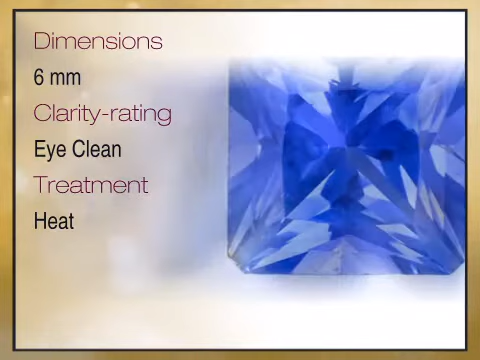 Dimensions
6 mm
Clarity-rating
Eye Clean
Treatment
Heat